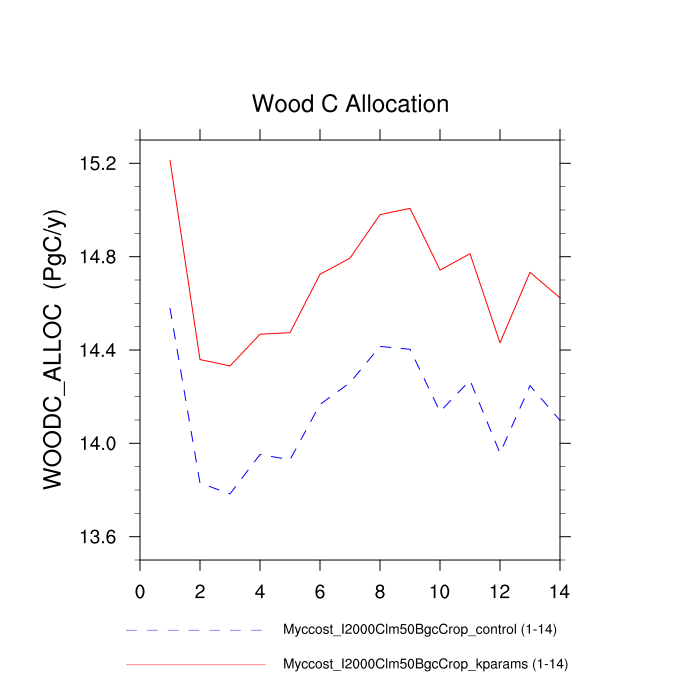 Wood C Allocation
WOODC_ALLOC (PgC/y)
15.2
14.8
14.4
14.0
13.6
0 2 4 6 8 10 12 14
Myccost_I2000Clm50BgcCrop_control (1-14)
Myccost_I2000Clm50BgcCrop_kparams (1-14)